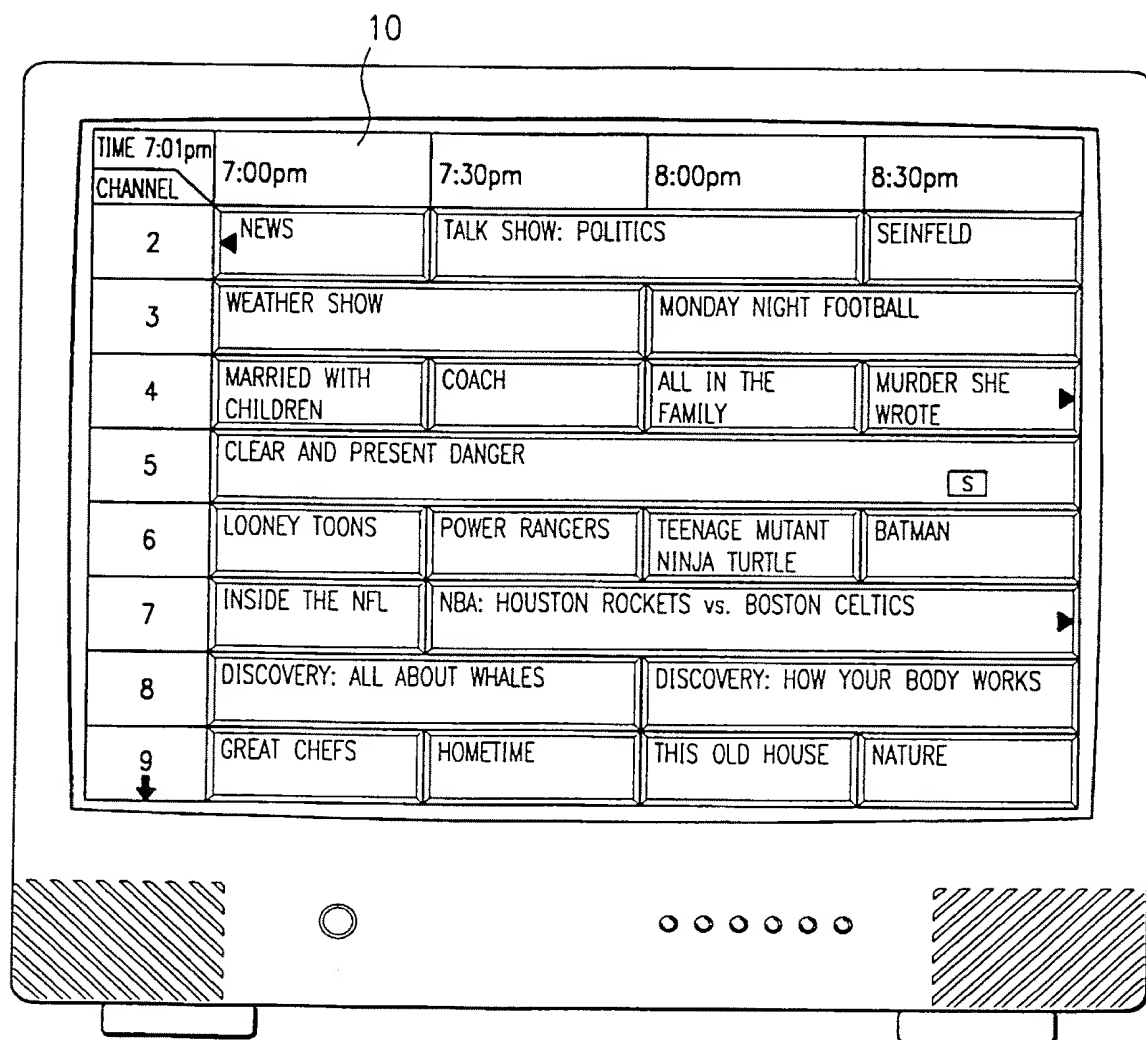 10
TIME 7:01pm
CHANNEL
7:00pm
7:30pm
8:00pm
8:30pm
2
NEWS
TALK SHOW: POLITICS
SEINFELD
3
WEATHER SHOW
MONDAY NIGHT FOOTBALL
4
MARRIED WITH
CHILDREN
COACH
ALL IN THE
FAMILY
MURDER SHE
WROTE
5
CLEAR AND PRESENT DANGER
S
6
LOONEY TOONS
POWER RANGERS
TEENAGE MUTANT
NINJA TURTLE
BATMAN
7
INSIDE THE NFL
NBA: HOUSTON ROCKETS vs. BOSTON CELTICS
8
DISCOVERY: ALL ABOUT WHALES
DISCOVERY: HOW YOUR BODY WORKS
9
GREAT CHEFS
HOMETIME
THIS OLD HOUSE
NATURE